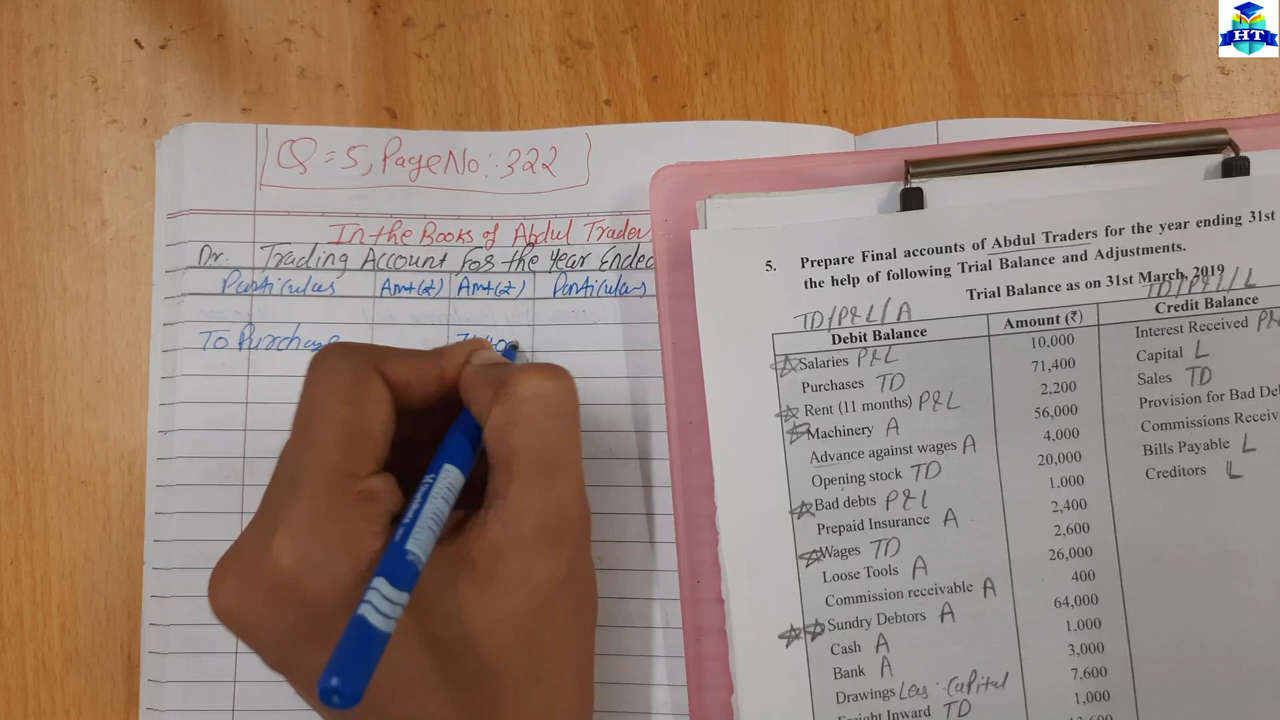 HT
Q=5, Page No:-322
In the Books of Abdul Trader
Dr. Trading Account For the Year Ended
Particulars Amt(₹) Amt(₹) Particulars
To Purchase
5. Prepare Final accounts of Abdul Traders for the year ending 31st
the help of following Trial Balance and Adjustments.
Trial Balance as on 31st March, 2019
TD/P&L/A TD/P&L/L
Debit Balance Amount (₹) Credit Balance
Salaries P&L 10,000 Interest Received
Purchases TD 71,400 Capital L
Rent (11 months) P&L 2,200 Sales TD
Machinery A 56,000 Provision for Bad
Advance against wages A 4,000 Commissions
Opening stock TD 20,000 Bills Payable L
Bad debts P&L 1,000 Creditors L
Prepaid Insurance A 2,400
Wages TD 2,600
Loose Tools A 26,000
Commission receivable A 400
Sundry Debtors A 64,000
Cash A 1,000
Bank A 3,000
Drawings Les. Capital 7,600
Freight Inward TD 1,000